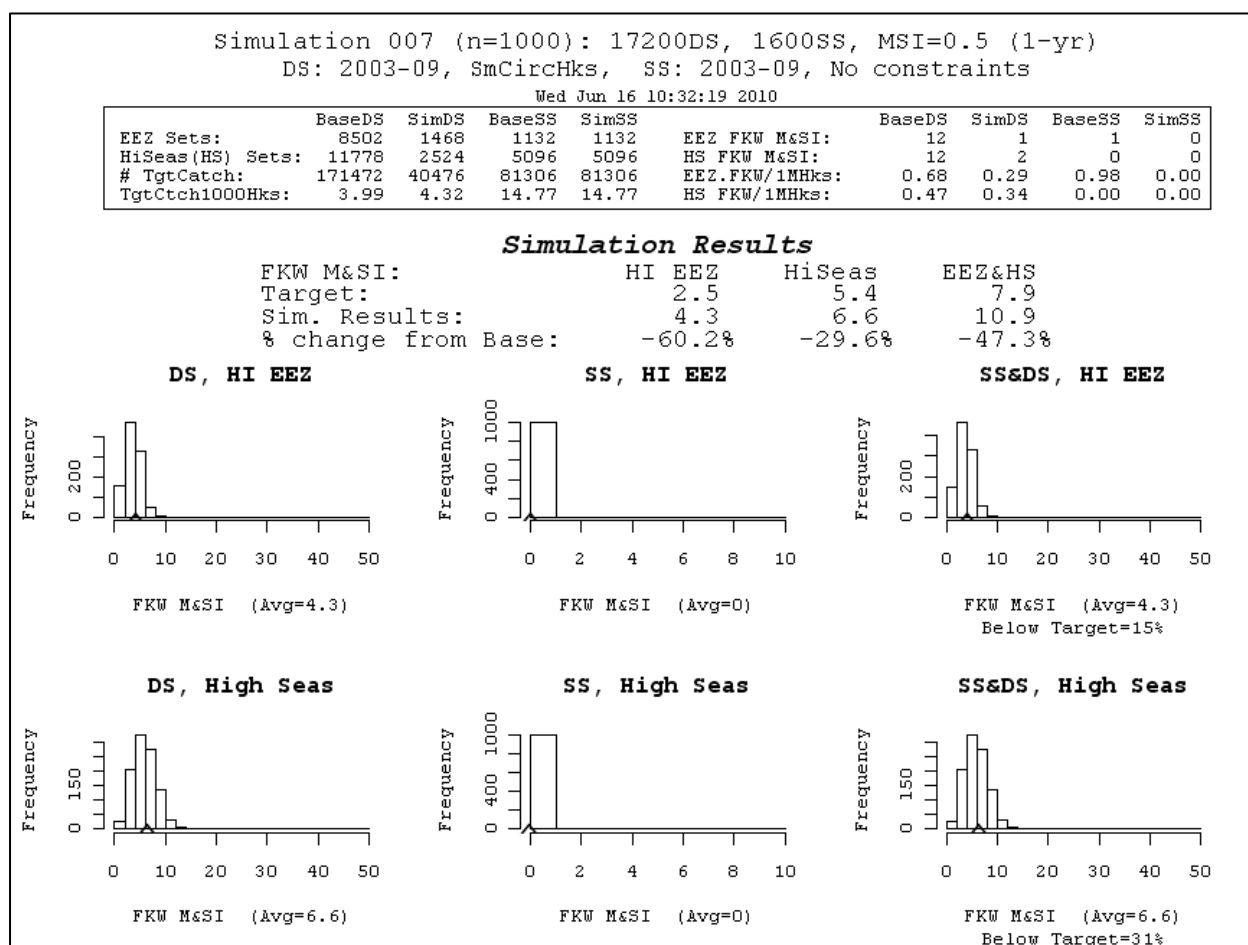 Simulation 007 (n=1000): 17200DS, 1600SS, MSI=0.5 (1-yr)
DS: 2003-09, SmCircHks, SS: 2003-09, No constraints
Wed Jun 16 10:32:19 2010
BaseDS SimDS BaseSS SimSS BaseDS SimDS BaseSS SimSS
EEZ Sets: 8502 1468 1132 1132 EEZ FKW M&SI: 12 1 1 0
HiSeas(HS) Sets: 11778 2524 5096 5096 HS FKW M&SI: 12 2 0 0
# TgtCatch: 171472 40476 81306 81306 EEZ.FKW/1MHks: 0.68 0.29 0.98 0.00
TgtCtch1000Hks: 3.99 4.32 14.77 14.77 HS FKW/1MHks: 0.47 0.34 0.00 0.00
Simulation Results
FKW M&SI: HI EEZ HiSeas EEZ&HS
Target: 2.5 5.4 7.9
Sim. Results: 4.3 6.6 10.9
% change from Base: -60.2% -29.6% -47.3%
DS, HI EEZ SS, HI EEZ SS&DS, HI EEZ
Frequency
0 200
0 10 20 30 40 50
FKW M&SI (Avg=4.3)
Frequency
0 400 1000
0 2 4 6 8 10
FKW M&SI (Avg=0)
Frequency
0 200
0 10 20 30 40 50
FKW M&SI (Avg=4.3)
Below Target=15%
DS, High Seas SS, High Seas SS&DS, High Seas
Frequency
0 150
0 10 20 30 40 50
FKW M&SI (Avg=6.6)
Frequency
0 400 1000
0 2 4 6 8 10
FKW M&SI (Avg=0)
Frequency
0 150
0 10 20 30 40 50
FKW M&SI (Avg=6.6)
Below Target=31%